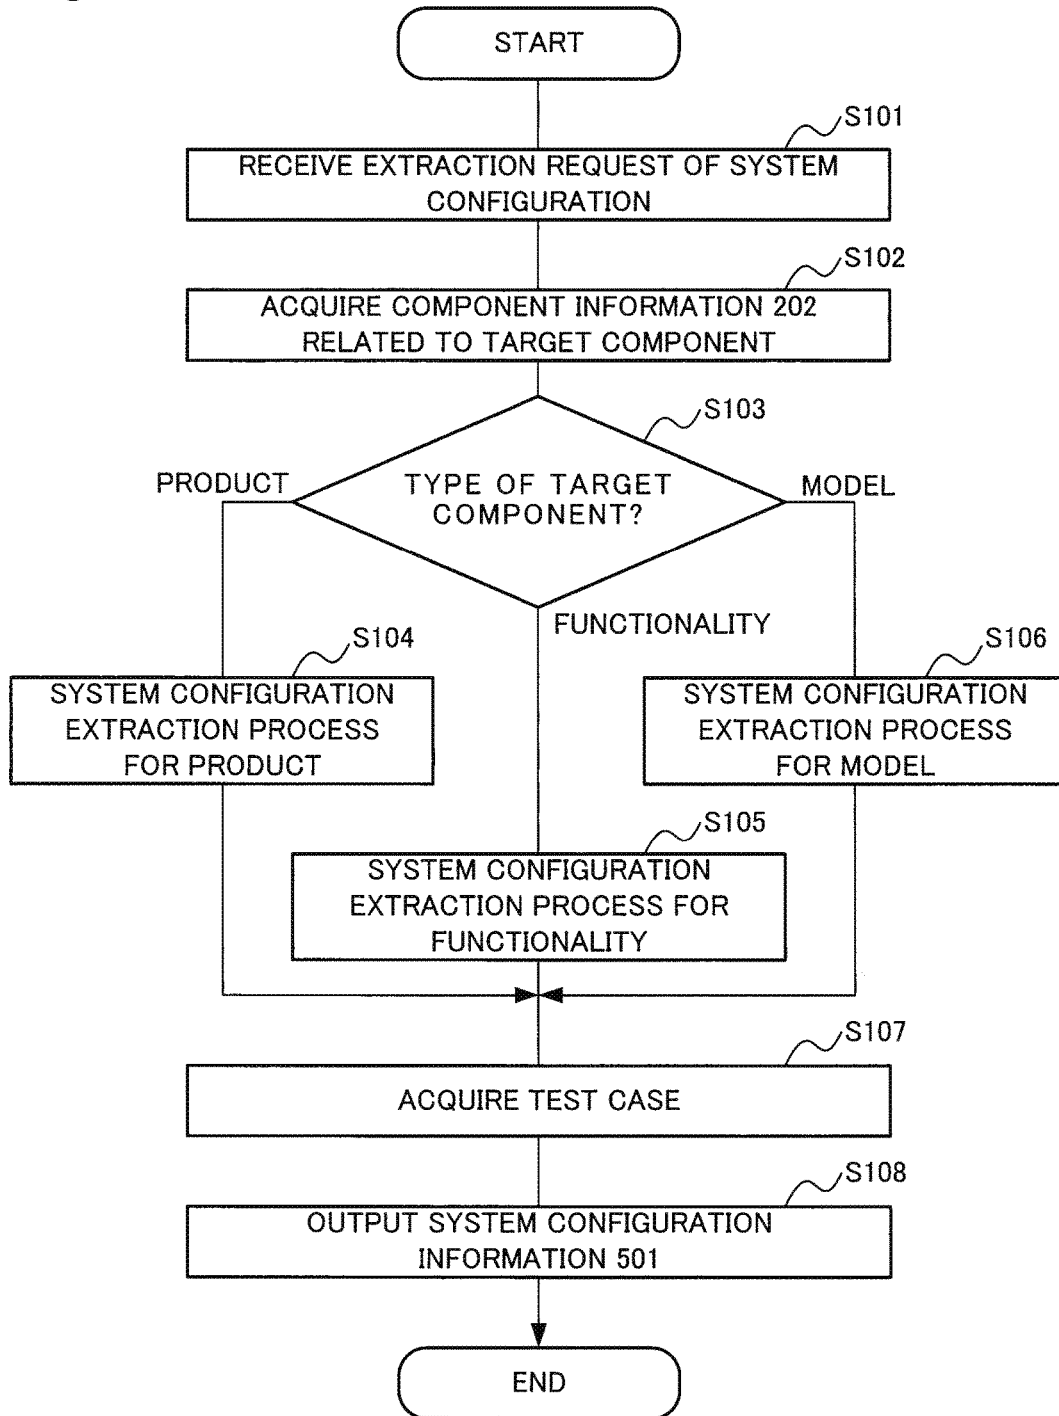 START
S101
RECEIVE EXTRACTION REQUEST OF SYSTEM
CONFIGURATION
S102
ACQUIRE COMPONENT INFORMATION 202
RELATED TO TARGET COMPONENT
S103
PRODUCT
TYPE OF TARGET
COMPONENT?
MODEL
FUNCTIONALITY
S104
SYSTEM CONFIGURATION
EXTRACTION PROCESS
FOR PRODUCT
S106
SYSTEM CONFIGURATION
EXTRACTION PROCESS
FOR MODEL
S105
SYSTEM CONFIGURATION
EXTRACTION PROCESS FOR
FUNCTIONALITY
S107
ACQUIRE TEST CASE
S108
OUTPUT SYSTEM CONFIGURATION
INFORMATION 501
END